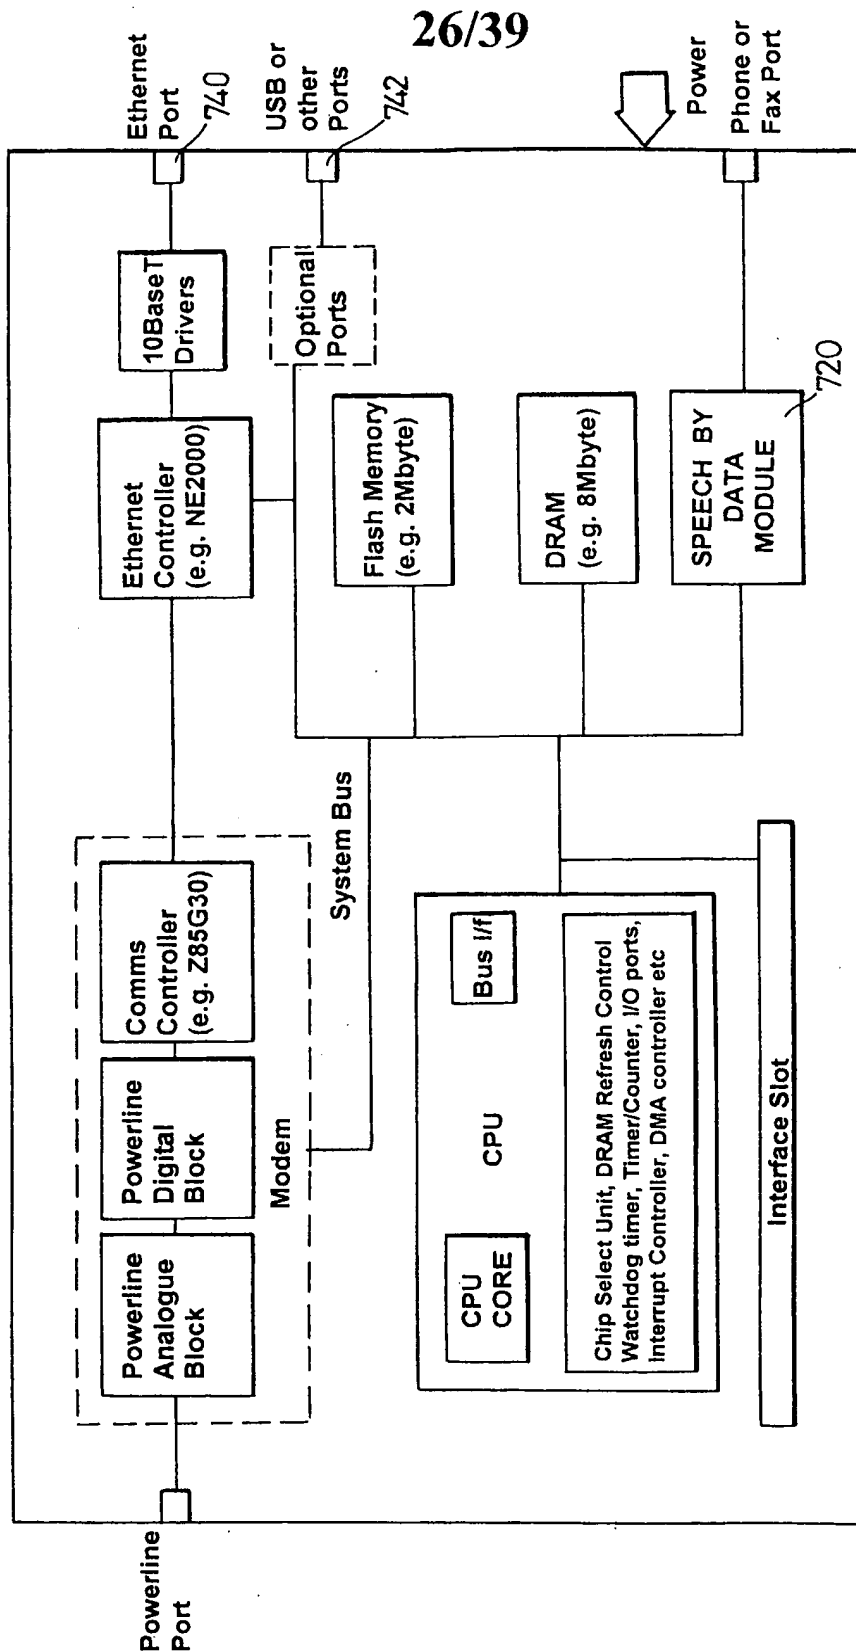 26/39
Powerline
Port
Powerline
Analogue
Block
Powerline
Digital
Block
Comms
Controller
(e.g. Z85G30)
Modem
Ethernet
Controller
(e.g. NE2000)
10BaseT
Drivers
Ethernet
Port
740
USB or
other
Ports
742
Optional
Ports
System Bus
Flash Memory
(e.g. 2Mbyte)
DRAM
(e.g. 8Mbyte)
SPEECH BY
DATA
MODULE
720
Power
Phone or
Fax Port
CPU
CORE
CPU
Bus I/f
Chip Select Unit, DRAM Refresh Control
Watchdog timer, Timer/Counter, I/O ports,
Interrupt Controller, DMA controller etc
Interface Slot